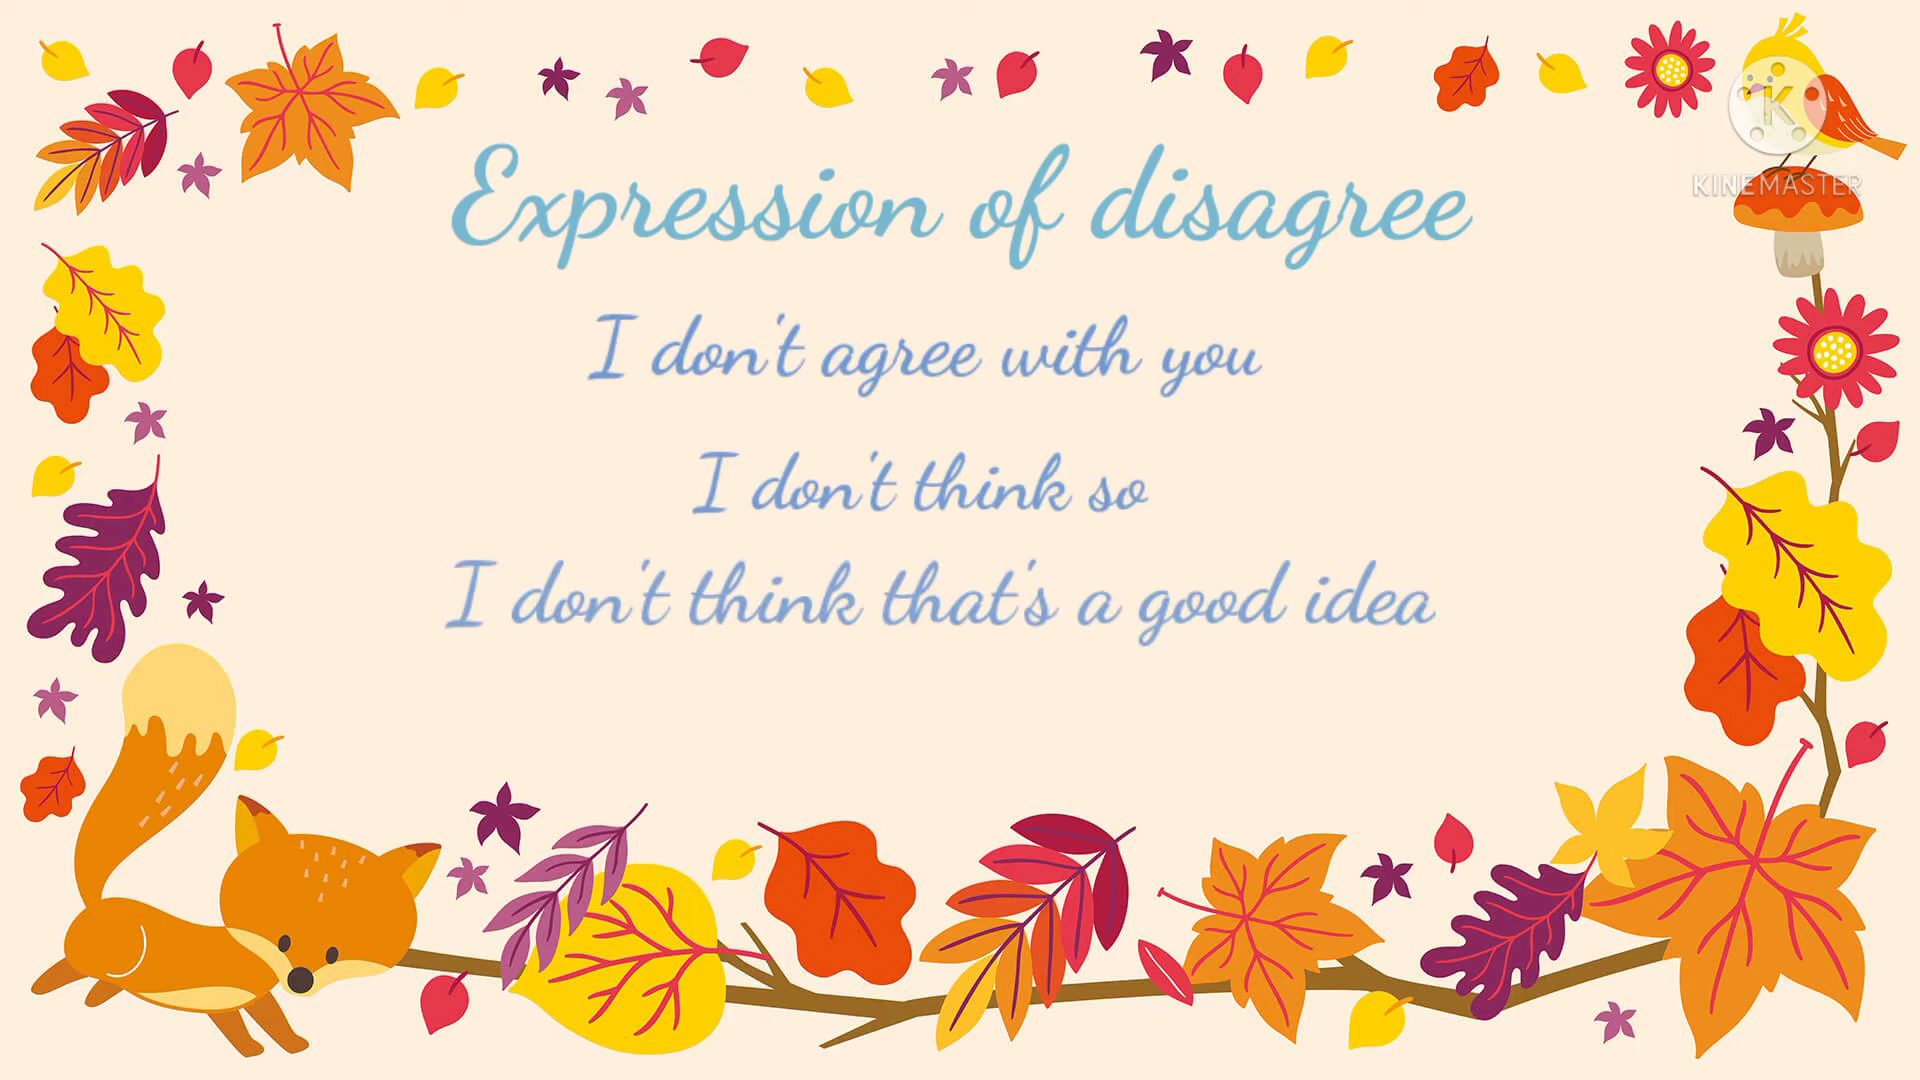 Expression of disagree
K
KINEMASTER
I don't agree with you
I don't think so
I don't think that's a good idea